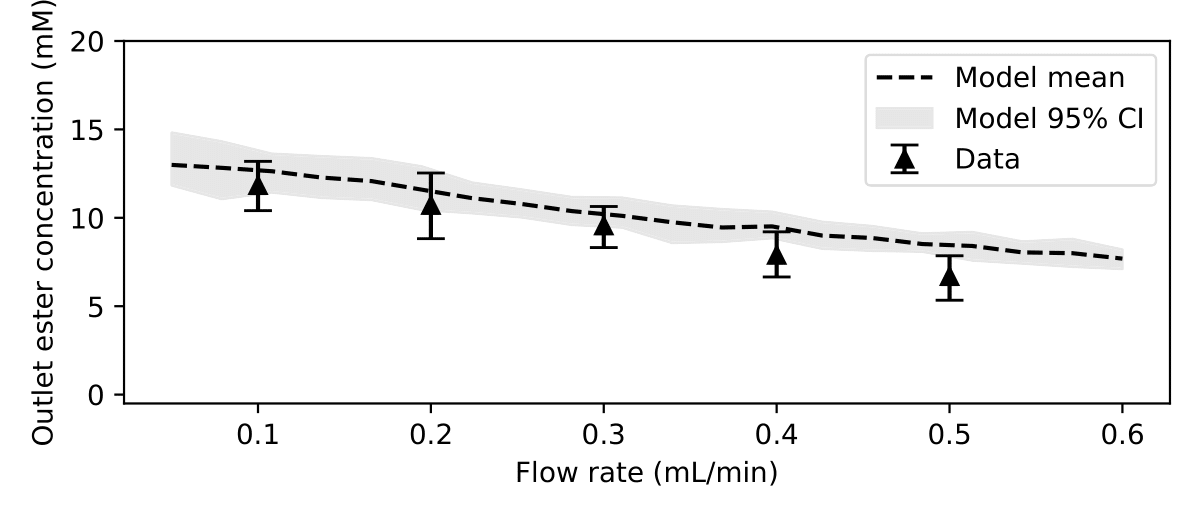 Outlet ester concentration (mM)
20
15
10
5
0
Model mean
Model 95% CI
Data
0.1 0.2 0.3 0.4 0.5 0.6
Flow rate (mL/min)